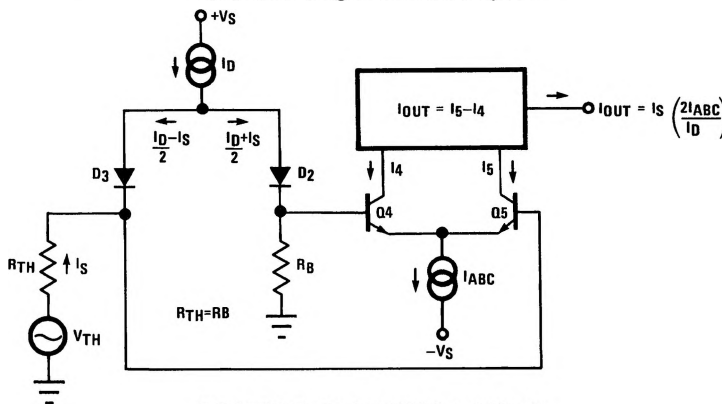 +VS
ID
IOUT = I5–I4
IOUT = IS (2IABC/ID)
ID/2–IS
ID/2+IS
I4
I5
D3
D2
Q4
Q5
RTH
IS
RB
IABC
RTH=RB
VTH
–VS